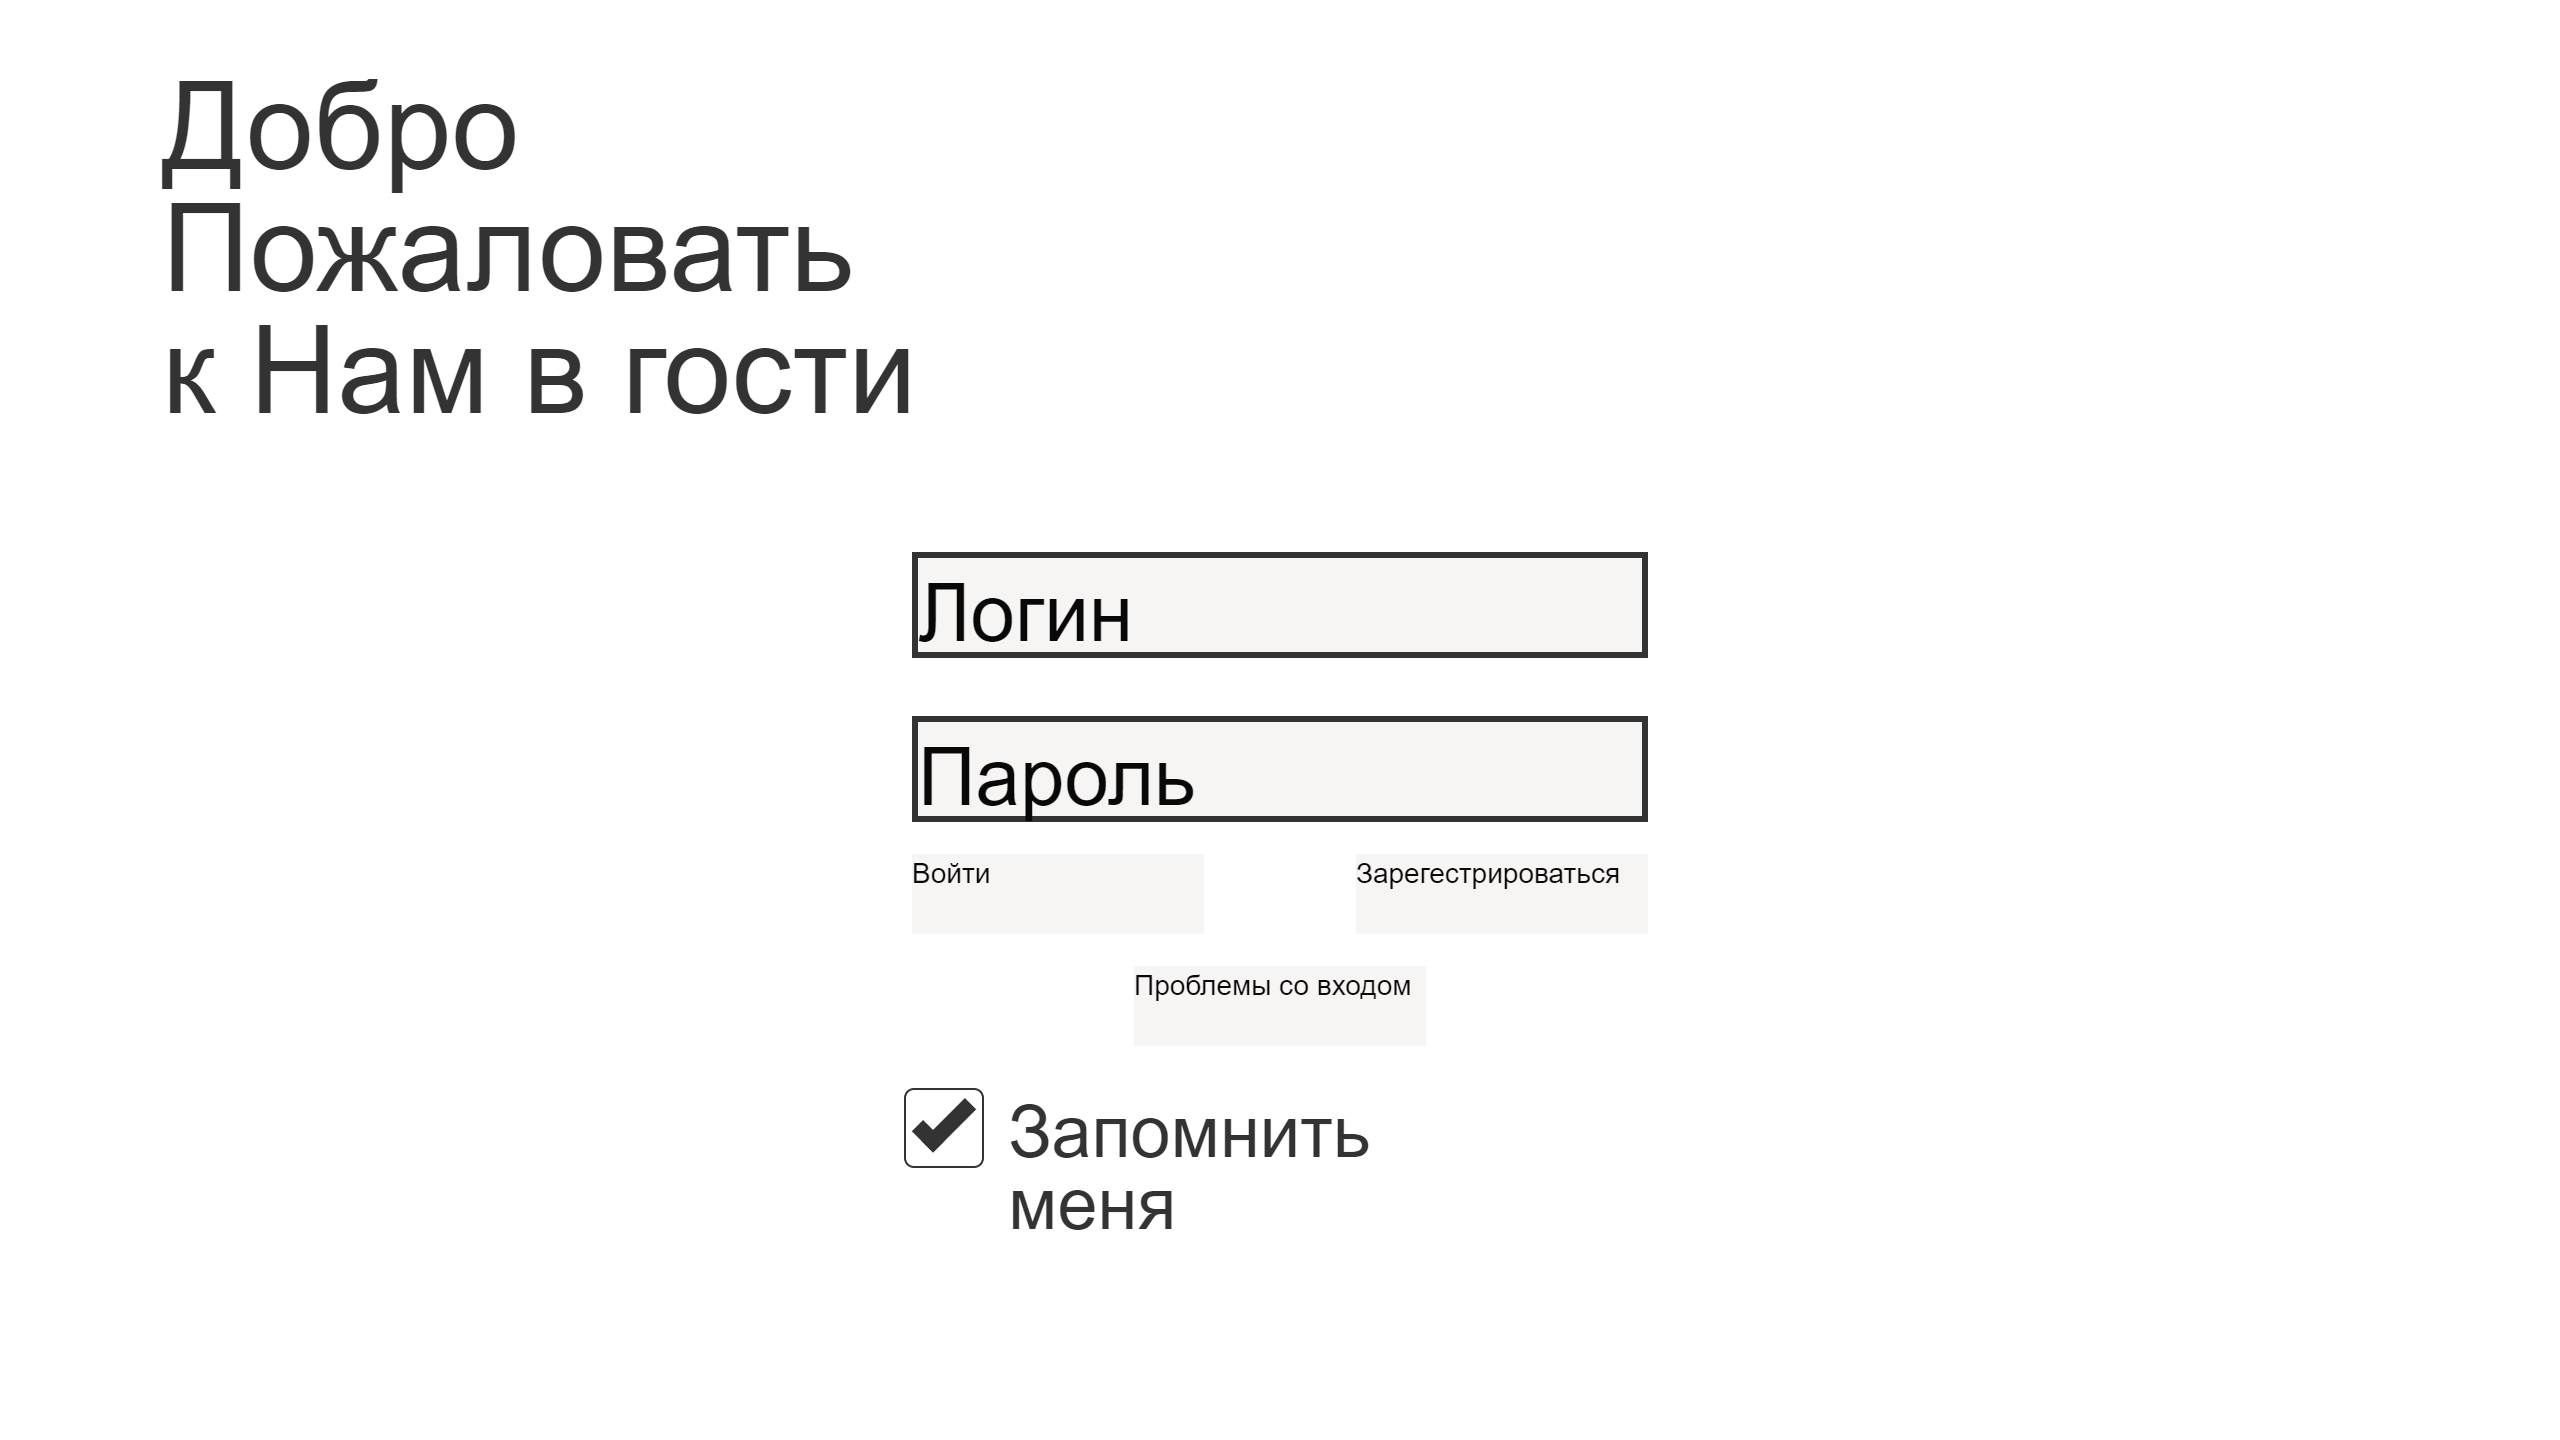 Добро
Пожаловать
к Нам в гости
Логин
Пароль
Войти
Зарегестрироваться
Проблемы со входом
Запомнить
меня